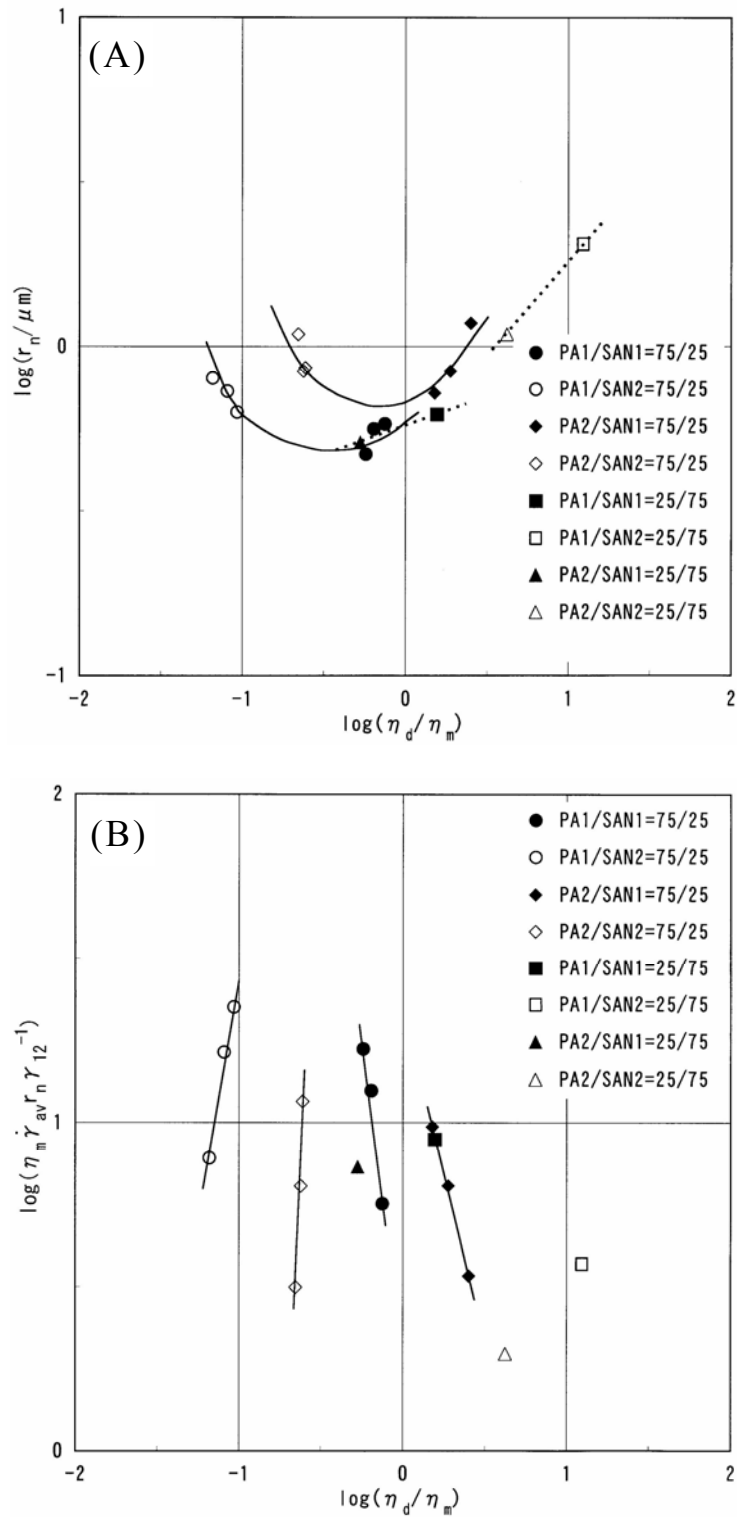 (A)
1
0
-1
-2
-1
0
1
2
log(r_n/μm)
log(η_d/η_m)
● PA1/SAN1=75/25
○ PA1/SAN2=75/25
◆ PA2/SAN1=75/25
◇ PA2/SAN2=75/25
■ PA1/SAN1=25/75
□ PA1/SAN2=25/75
▲ PA2/SAN1=25/75
△ PA2/SAN2=25/75
(B)
2
1
0
-2
-1
0
1
2
log(η_m γ̇_av r_n γ_12^-1)
log(η_d/η_m)
● PA1/SAN1=75/25
○ PA1/SAN2=75/25
◆ PA2/SAN1=75/25
◇ PA2/SAN2=75/25
■ PA1/SAN1=25/75
□ PA1/SAN2=25/75
▲ PA2/SAN1=25/75
△ PA2/SAN2=25/75